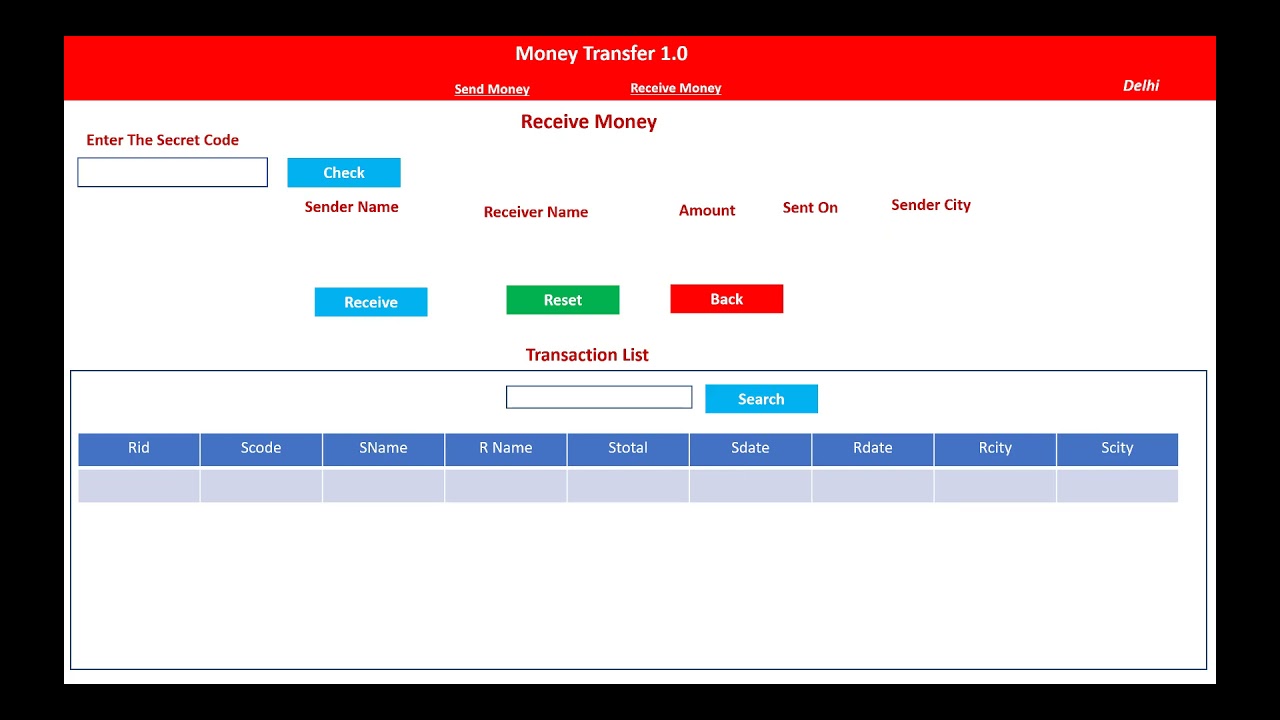 Money Transfer 1.0
Send Money Receive Money Delhi
Receive Money
Enter The Secret Code
Check
Sender Name Receiver Name Amount Sent On Sender City
Receive Reset Back
Transaction List
Search
Rid Scode SName R Name Stotal Sdate Rdate Rcity Scity